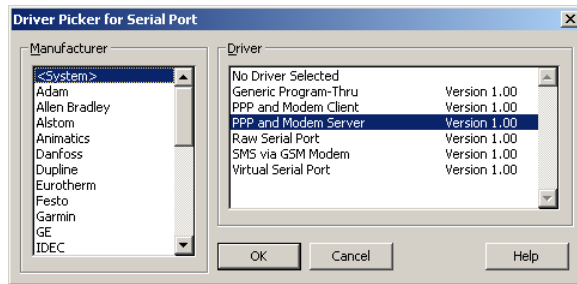 Driver Picker for Serial Port
Manufacturer
<System>
Adam
Allen Bradley
Alstom
Animatics
Danfoss
Dupline
Eurotherm
Festo
Garmin
GE
IDEC
Driver
No Driver Selected
Generic Program-Thru Version 1.00
PPP and Modem Client Version 1.00
PPP and Modem Server Version 1.00
Raw Serial Port Version 1.00
SMS via GSM Modem Version 1.00
Virtual Serial Port Version 1.00
OK Cancel Help